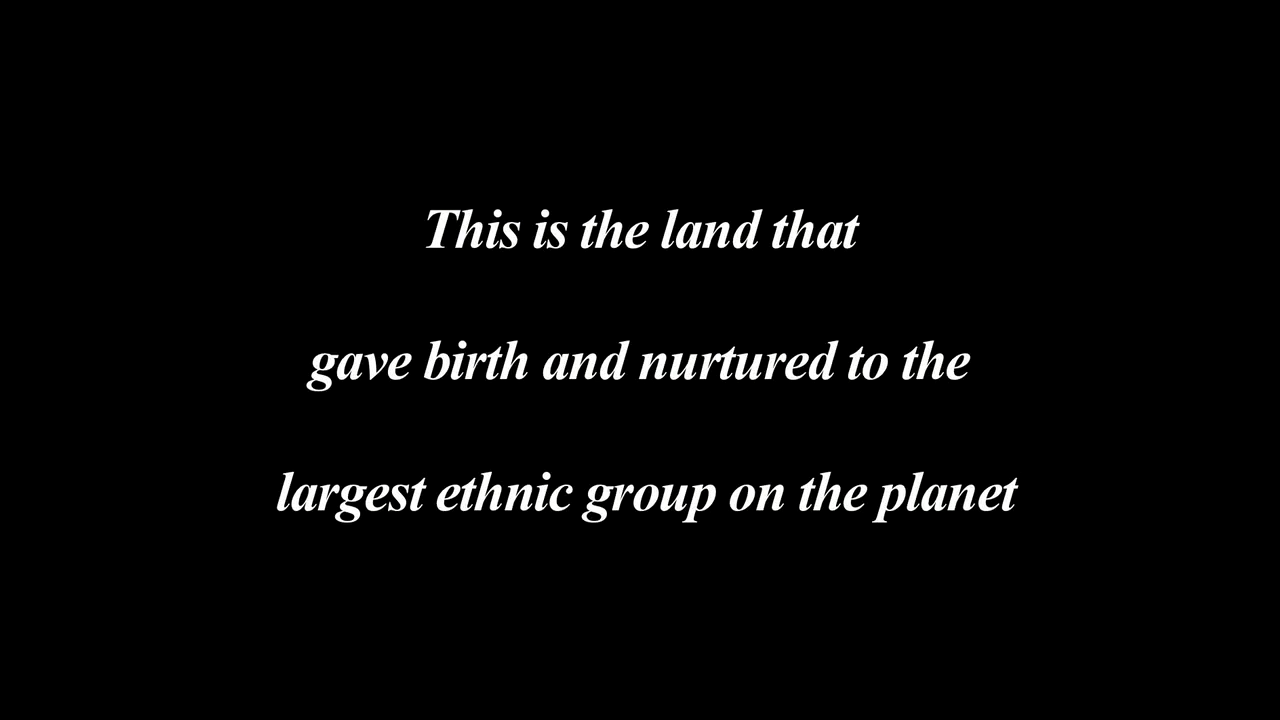 This is the land that
gave birth and nurtured to the
largest ethnic group on the planet